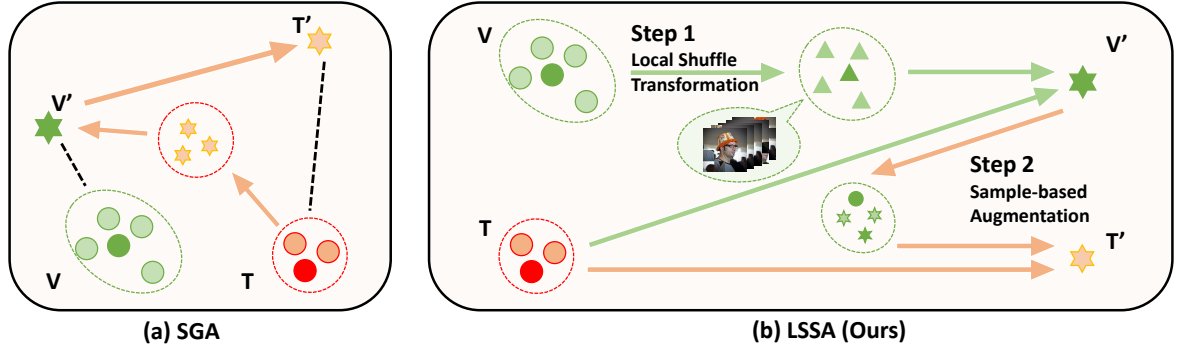 T’
V’
V
T
(a) SGA
V
Step 1
Local Shuffle
Transformation
V’
Step 2
Sample-based
Augmentation
T
T’
(b) LSSA (Ours)